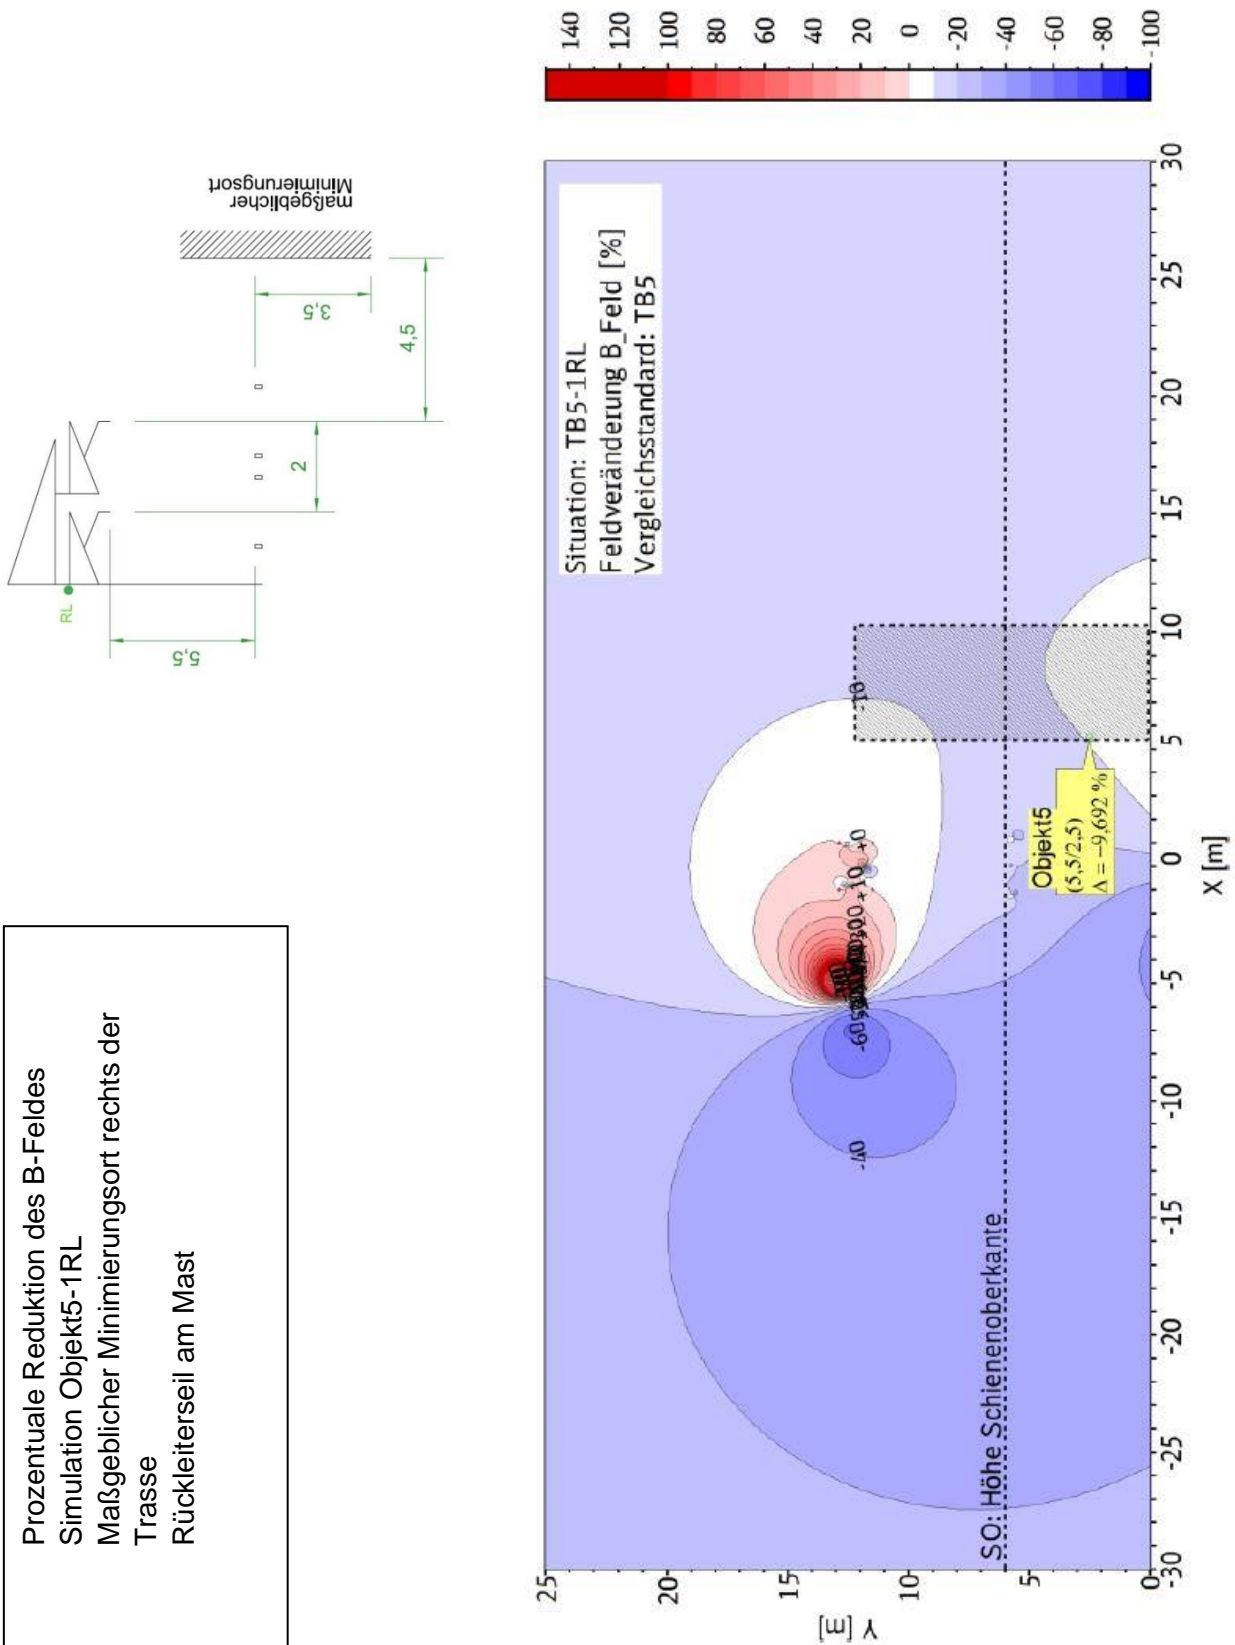 Prozentuale Reduktion des B-Feldes
Simulation Objekt5-1RL
Maßgeblicher Minimierungsort rechts der
Trasse
Rückleiterseil am Mast
RL
5,5
2
3,5
4,5
maßgeblicher
Minimierungsort
Situation: TB5-1RL
Feldveränderung B_Feld [%]
Vergleichsstandard: TB5
SO: Höhe Schienenoberkante
Objekt5
(5,5/2,5)
Δ = −9,692 %
-40
-10
+10
+0
Y [m]
25
20
15
10
5
0
-30
-25
-20
-15
-10
-5
0
5
10
15
20
25
30
X [m]
140
120
100
80
60
40
20
0
-20
-40
-60
-80
-100